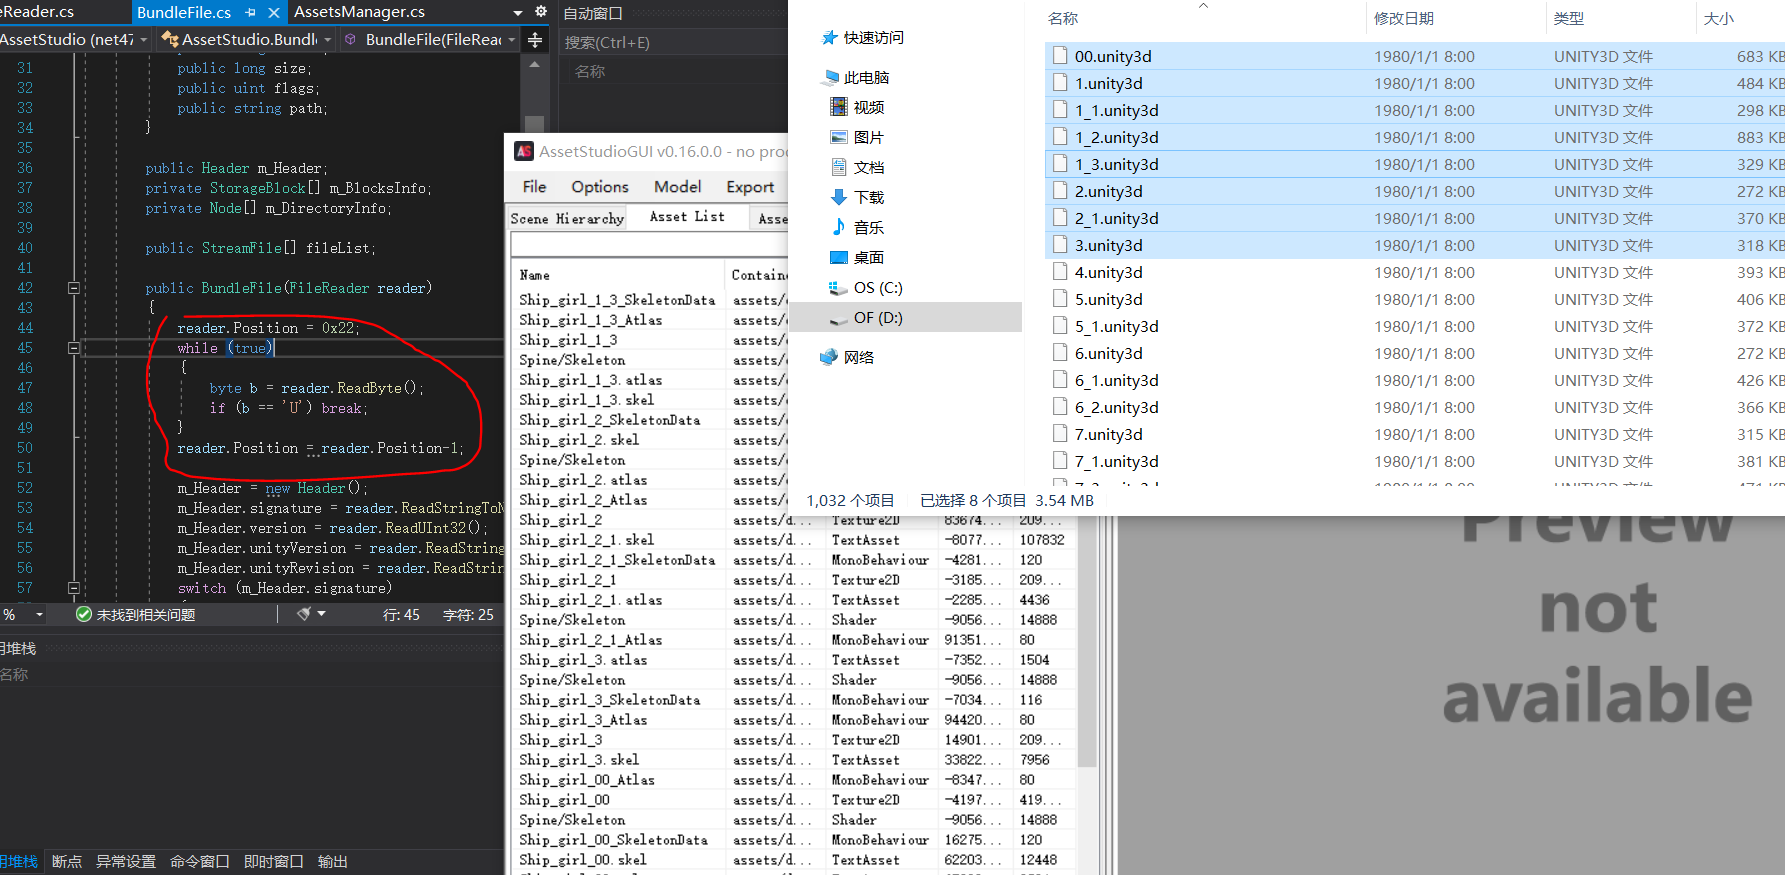 eReader.cs
BundleFile.cs
AssetsManager.cs
AssetStudio (net47
AssetStudio.Bundl
BundleFile(FileRea
31 public long size;
32 public uint flags;
33 public string path;
34 }
35
36 public Header m_Header;
37 private StorageBlock[] m_BlocksInfo;
38 private Node[] m_DirectoryInfo;
39
40 public StreamFile[] fileList;
41
42 public BundleFile(FileReader reader)
43 {
44 reader.Position = 0x22;
45 while (true)
46 {
47 byte b = reader.ReadByte();
48 if (b == 'U') break;
49 }
50 reader.Position = reader.Position-1;
51
52 m_Header = new Header();
53 m_Header.signature = reader.ReadStringToN
54 m_Header.version = reader.ReadUInt32();
55 m_Header.unityVersion = reader.ReadString
56 m_Header.unityRevision = reader.ReadStrin
57 switch (m_Header.signature)
%
未找到相关问题
行: 45
字符: 25
用堆栈
名称
用堆栈
断点
异常设置
命令窗口
即时窗口
输出
自动窗口
搜索(Ctrl+E)
名称
AS
AssetStudioGUI v0.16.0.0 - no prod
File Options Model Export
Scene Hierarchy
Asset List
Asse
Name Contain
Ship_girl_1_3_SkeletonData assets/
Ship_girl_1_3_Atlas assets/
Ship_girl_1_3 assets/
Spine/Skeleton assets/
Ship_girl_1_3.atlas assets/
Ship_girl_1_3.skel assets/
Ship_girl_2_SkeletonData assets/
Ship_girl_2.skel assets/
Spine/Skeleton assets/
Ship_girl_2.atlas assets/
Ship_girl_2_Atlas assets/
Ship_girl_2 assets/d... Texture2D 83674... 209...
Ship_girl_2_1.skel assets/d... TextAsset -8077... 107832
Ship_girl_2_1_SkeletonData assets/d... MonoBehaviour -4281... 120
Ship_girl_2_1 assets/d... Texture2D -3185... 209...
Ship_girl_2_1.atlas assets/d... TextAsset -2285... 4436
Spine/Skeleton assets/d... Shader -9056... 14888
Ship_girl_2_1_Atlas assets/d... MonoBehaviour 91351... 80
Ship_girl_3.atlas assets/d... TextAsset -7352... 1504
Spine/Skeleton assets/d... Shader -9056... 14888
Ship_girl_3_SkeletonData assets/d... MonoBehaviour -7034... 116
Ship_girl_3_Atlas assets/d... MonoBehaviour 94420... 80
Ship_girl_3 assets/d... Texture2D 14901... 209...
Ship_girl_3.skel assets/d... TextAsset 33822... 7956
Ship_girl_00_Atlas assets/d... MonoBehaviour -8347... 80
Ship_girl_00 assets/d... Texture2D -4197... 419...
Spine/Skeleton assets/d... Shader -9056... 14888
Ship_girl_00_SkeletonData assets/d... MonoBehaviour 16275... 120
Ship_girl_00.skel assets/d... TextAsset 62203... 12448
快速访问
此电脑
视频
图片
文档
下载
音乐
桌面
OS (C:)
OF (D:)
网络
名称 修改日期 类型 大小
00.unity3d 1980/1/1 8:00 UNITY3D 文件 683 KB
1.unity3d 1980/1/1 8:00 UNITY3D 文件 484 KB
1_1.unity3d 1980/1/1 8:00 UNITY3D 文件 298 KB
1_2.unity3d 1980/1/1 8:00 UNITY3D 文件 883 KB
1_3.unity3d 1980/1/1 8:00 UNITY3D 文件 329 KB
2.unity3d 1980/1/1 8:00 UNITY3D 文件 272 KB
2_1.unity3d 1980/1/1 8:00 UNITY3D 文件 370 KB
3.unity3d 1980/1/1 8:00 UNITY3D 文件 318 KB
4.unity3d 1980/1/1 8:00 UNITY3D 文件 393 KB
5.unity3d 1980/1/1 8:00 UNITY3D 文件 406 KB
5_1.unity3d 1980/1/1 8:00 UNITY3D 文件 372 KB
6.unity3d 1980/1/1 8:00 UNITY3D 文件 272 KB
6_1.unity3d 1980/1/1 8:00 UNITY3D 文件 426 KB
6_2.unity3d 1980/1/1 8:00 UNITY3D 文件 366 KB
7.unity3d 1980/1/1 8:00 UNITY3D 文件 315 KB
7_1.unity3d 1980/1/1 8:00 UNITY3D 文件 381 KB
1,032 个项目 已选择 8 个项目 3.54 MB
Preview
not
available